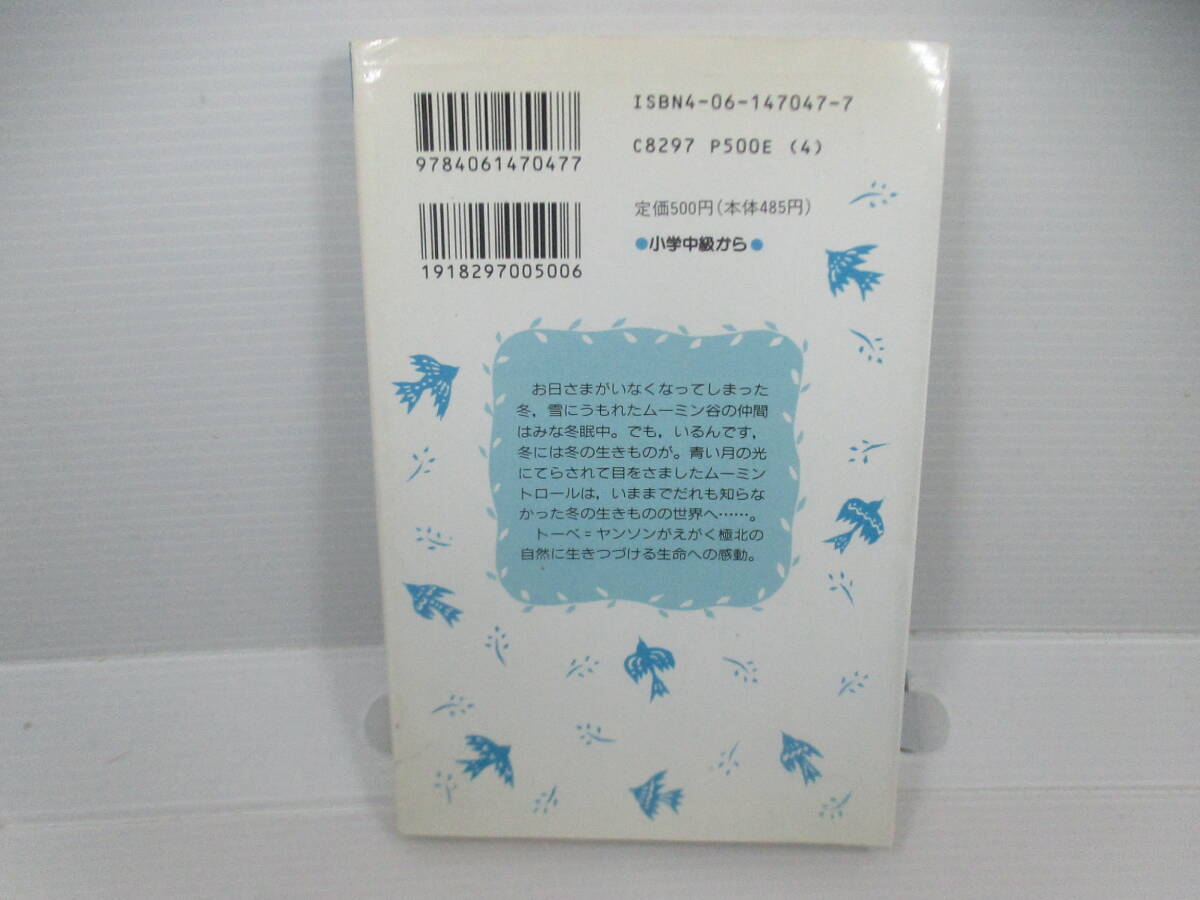 ISBN4-06-147047-7
C8297 P500E (4)
9784061470477
定価500円(本体485円)
●小学中級から●
1918297005006
お日さまがいなくなってしまった
冬，雪にうもれたムーミン谷の仲間
はみな冬眠中。でも，いるんです，
冬には冬の生きものが。青い月の光
にてらされて目をさましたムーミン
トロールは，いままでだれも知らな
かった冬の生きものの世界へ……。
トーベ＝ヤンソンがえがく極北の
自然に生きつづける生命への感動。